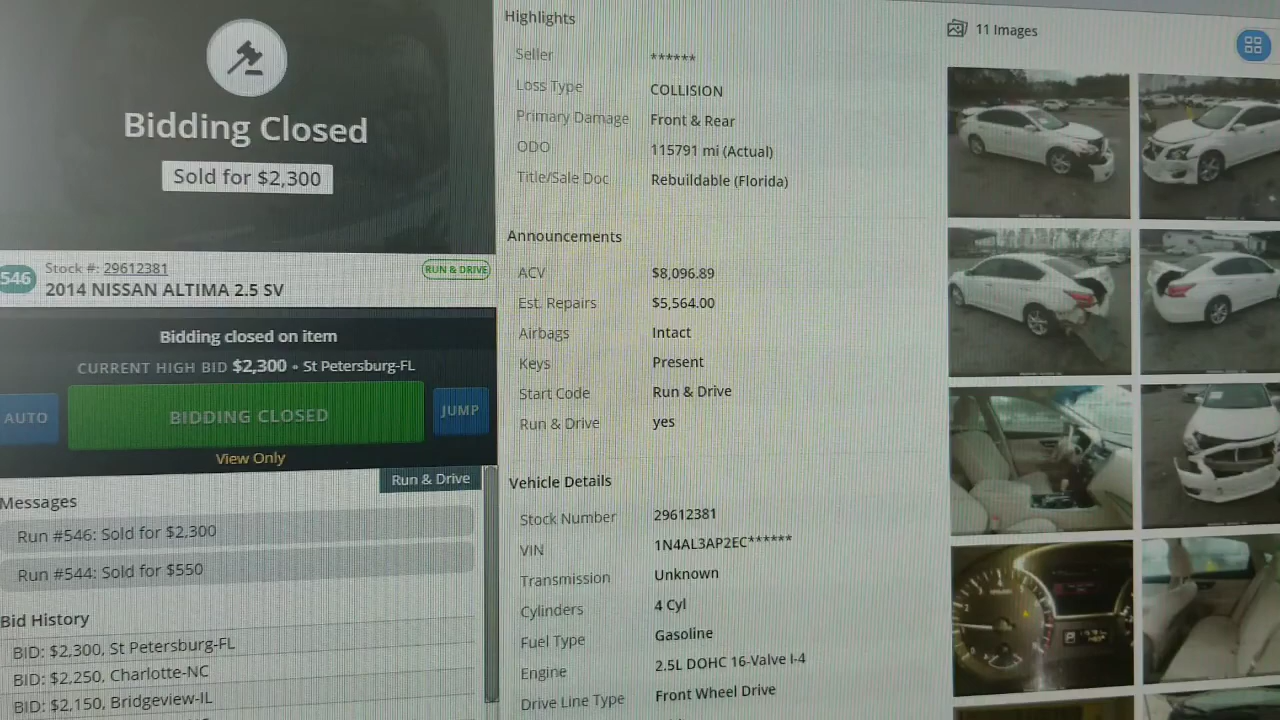 Bidding Closed
Sold for $2,300
546
Stock #: 29612381
RUN & DRIVE
2014 NISSAN ALTIMA 2.5 SV
Bidding closed on item
CURRENT HIGH BID $2,300 • St Petersburg-FL
AUTO
BIDDING CLOSED
JUMP
View Only
Run & Drive
Messages
Run #546: Sold for $2,300
Run #544: Sold for $550
Bid History
BID: $2,300, St Petersburg-FL
BID: $2,250, Charlotte-NC
BID: $2,150, Bridgeview-IL
Highlights
Seller ******
Loss Type COLLISION
Primary Damage Front & Rear
ODO 115791 mi (Actual)
Title/Sale Doc Rebuildable (Florida)
Announcements
ACV $8,096.89
Est. Repairs $5,564.00
Airbags Intact
Keys Present
Start Code Run & Drive
Run & Drive yes
Vehicle Details
Stock Number 29612381
VIN 1N4AL3AP2EC******
Transmission Unknown
Cylinders 4 Cyl
Fuel Type Gasoline
Engine 2.5L DOHC 16-Valve I-4
Drive Line Type Front Wheel Drive
11 Images